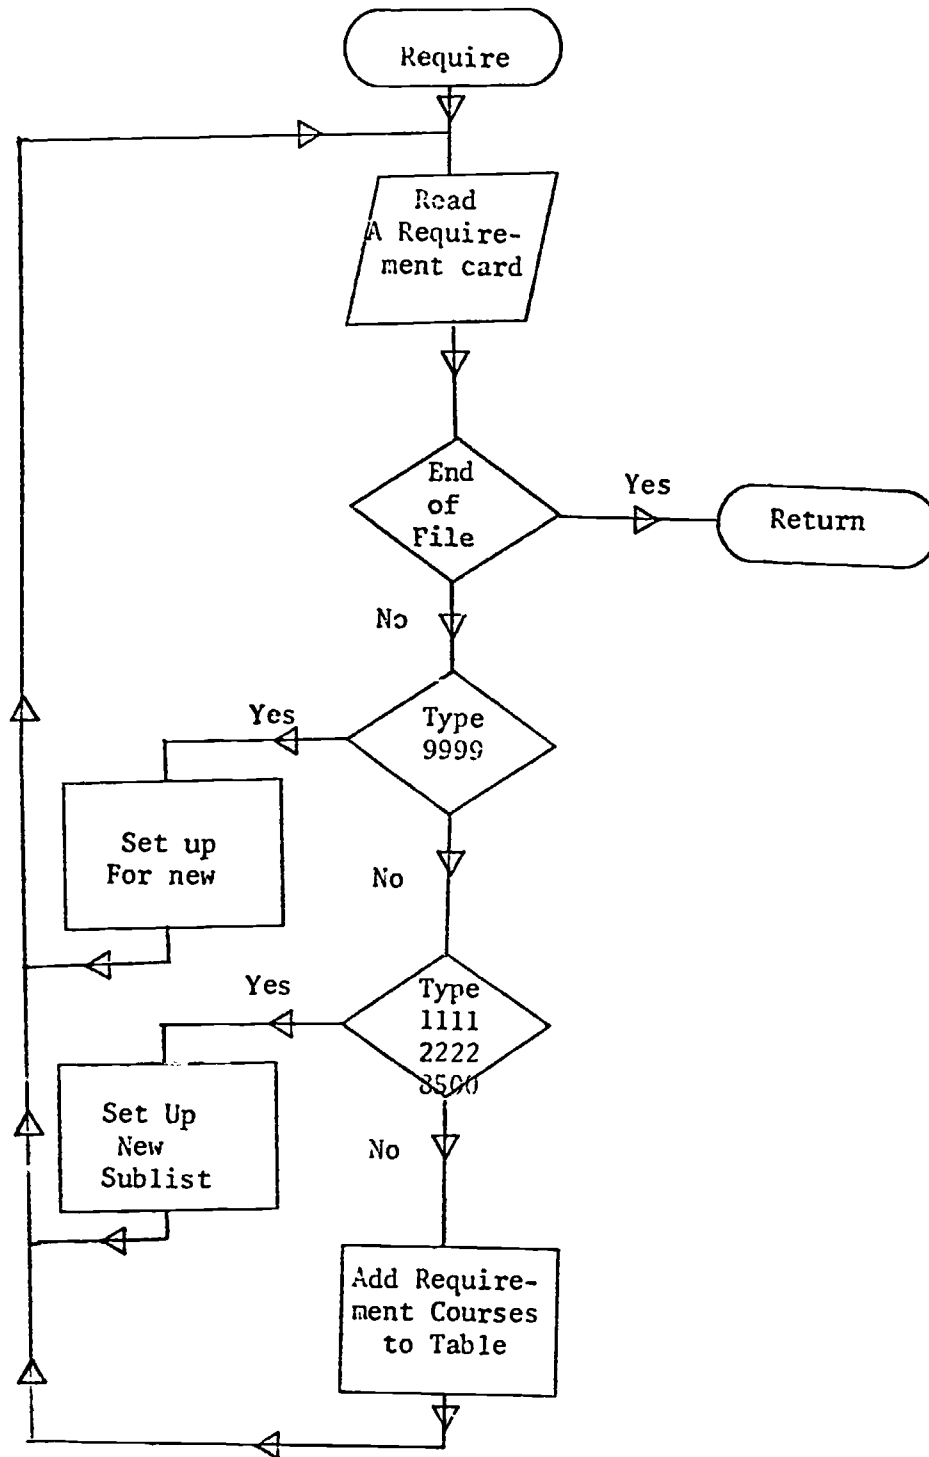 Require
Read
A Require-
ment card
End
of
File
Yes
Return
No
Type
9999
Yes
Set up
For new
No
Type
1111
2222
8500
Yes
Set Up
New
Sublist
No
Add Require-
ment Courses
to Table